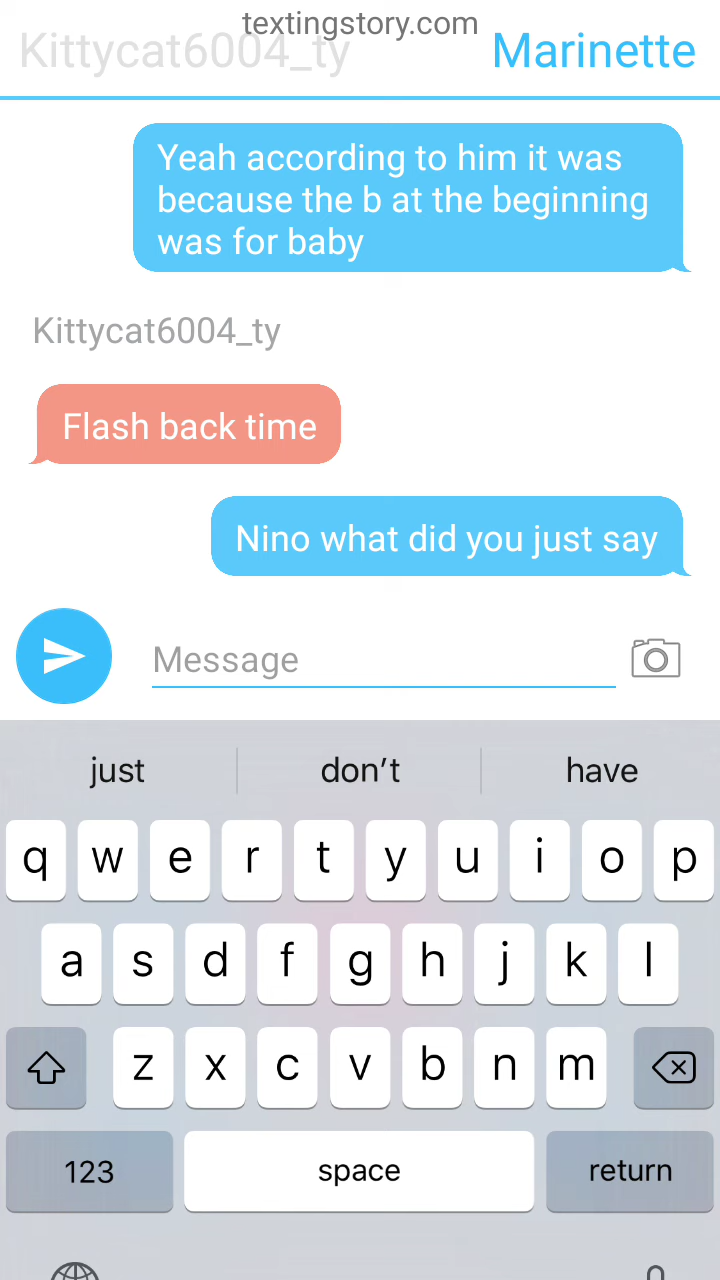 textingstory.com
Kittycat6004_ty Marinette
Yeah according to him it was
because the b at the beginning
was for baby
Kittycat6004_ty
Flash back time
Nino what did you just say
Message
just don't have
q w e r t y u i o p
a s d f g h j k l
z x c v b n m
123 space return